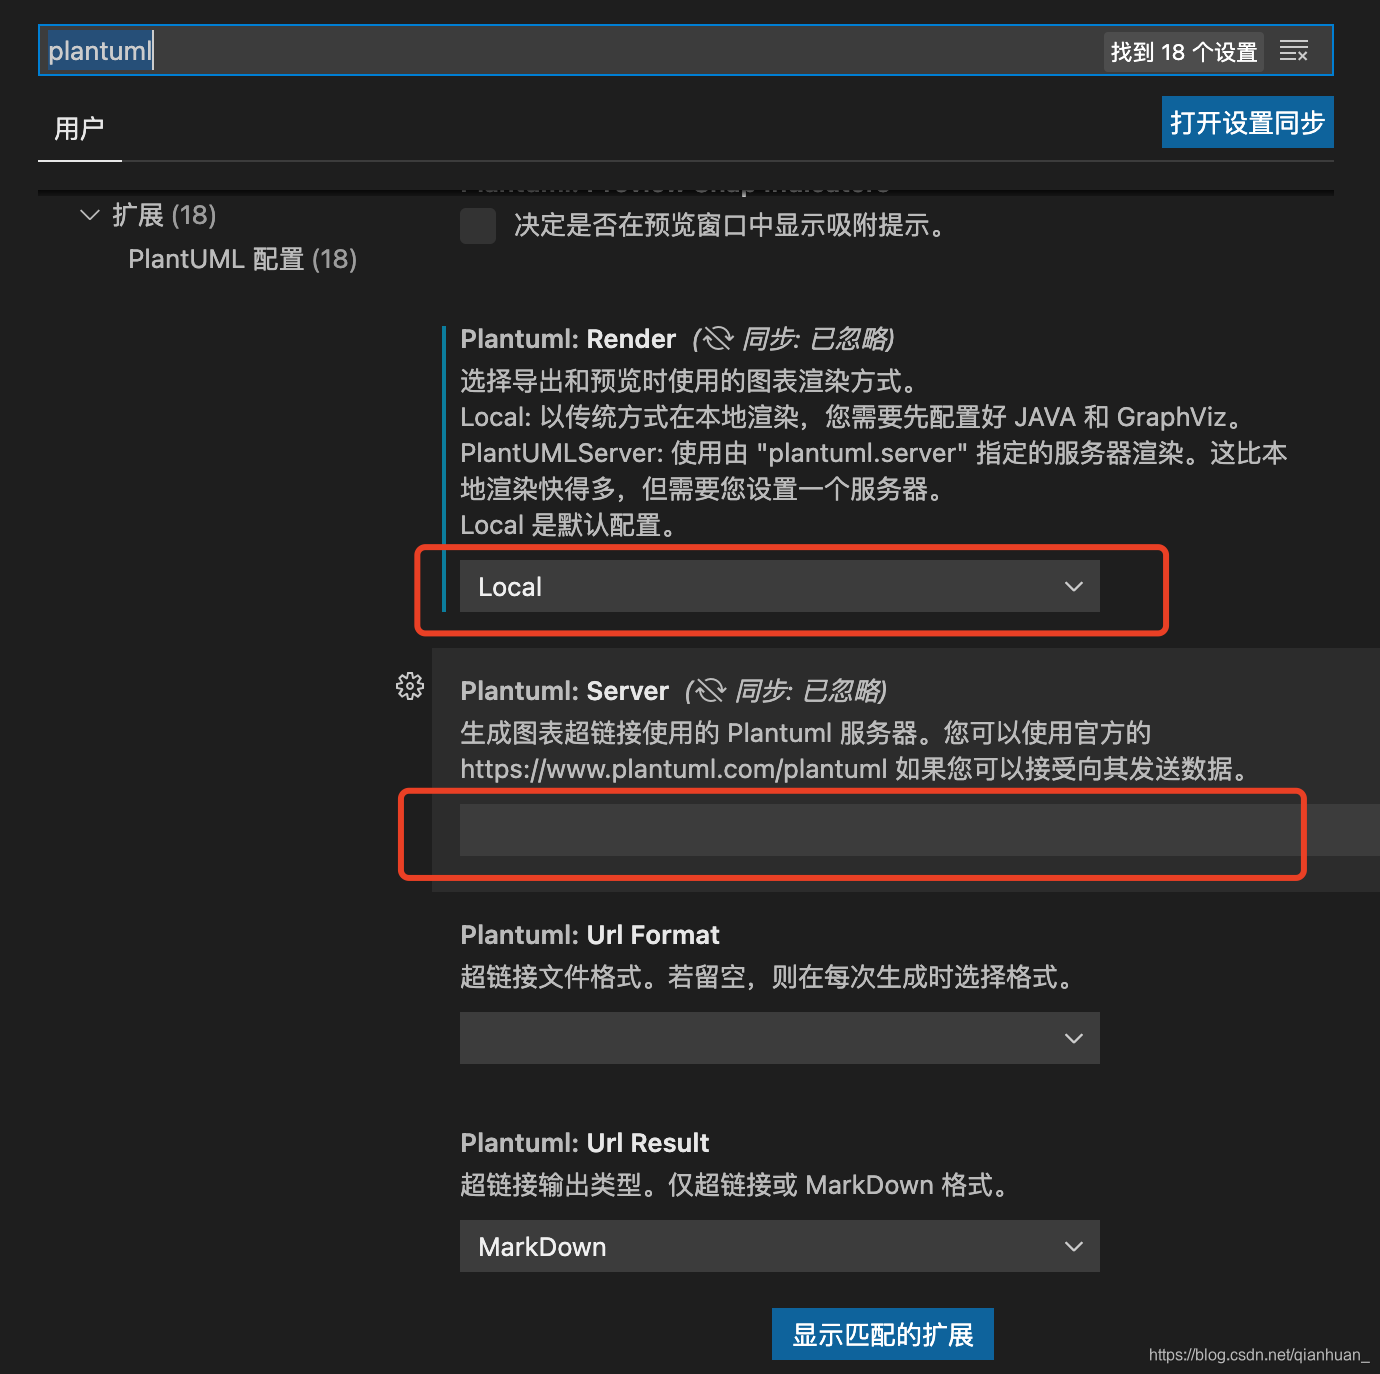 plantuml
找到 18 个设置
用户
打开设置同步
扩展 (18)
PlantUML 配置 (18)
Plantuml: Preview Snap Indicators
决定是否在预览窗口中显示吸附提示。
Plantuml: Render (同步: 已忽略)
选择导出和预览时使用的图表渲染方式。
Local: 以传统方式在本地渲染，您需要先配置好 JAVA 和 GraphViz。
PlantUMLServer: 使用由 "plantuml.server" 指定的服务器渲染。这比本
地渲染快得多，但需要您设置一个服务器。
Local 是默认配置。
Local
Plantuml: Server (同步: 已忽略)
生成图表超链接使用的 Plantuml 服务器。您可以使用官方的
https://www.plantuml.com/plantuml 如果您可以接受向其发送数据。
Plantuml: Url Format
超链接文件格式。若留空，则在每次生成时选择格式。
Plantuml: Url Result
超链接输出类型。仅超链接或 MarkDown 格式。
MarkDown
显示匹配的扩展
https://blog.csdn.net/qianhuan_